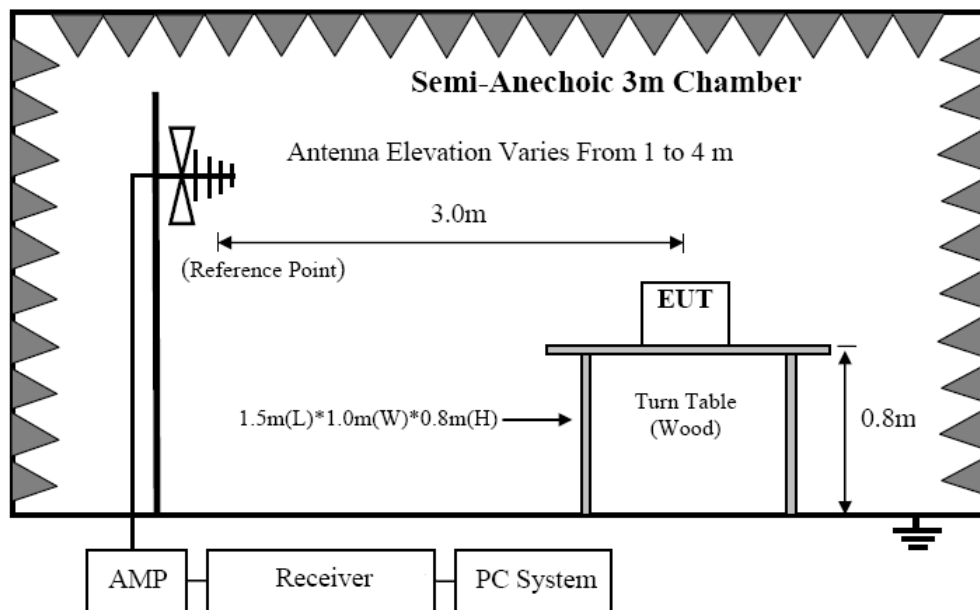 Semi-Anechoic 3m Chamber
Antenna Elevation Varies From 1 to 4 m
3.0m
(Reference Point)
EUT
1.5m(L)*1.0m(W)*0.8m(H)
Turn Table
(Wood)
0.8m
AMP
Receiver
PC System